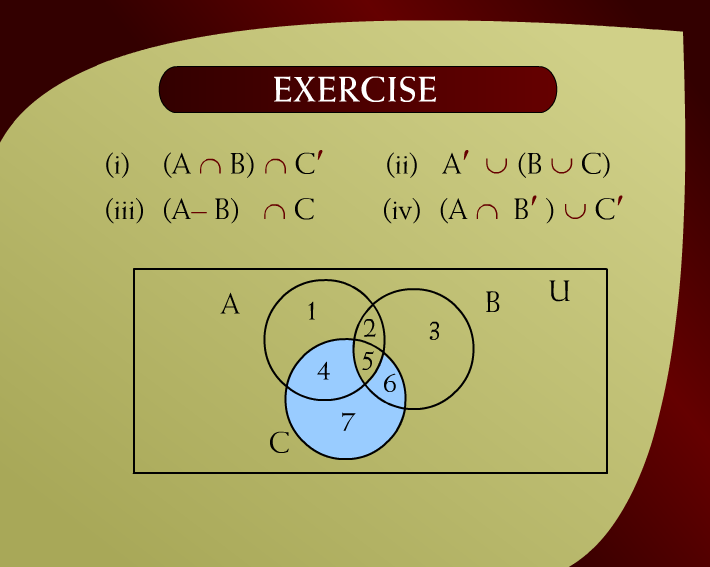 EXERCISE
(i) (A ∩ B) ∩ C′ (ii) A′ ∪ (B ∪ C)
(iii) (A– B) ∩ C (iv) (A ∩ B′ ) ∪ C′
A B U
1 2 3
4 5 6
7
C